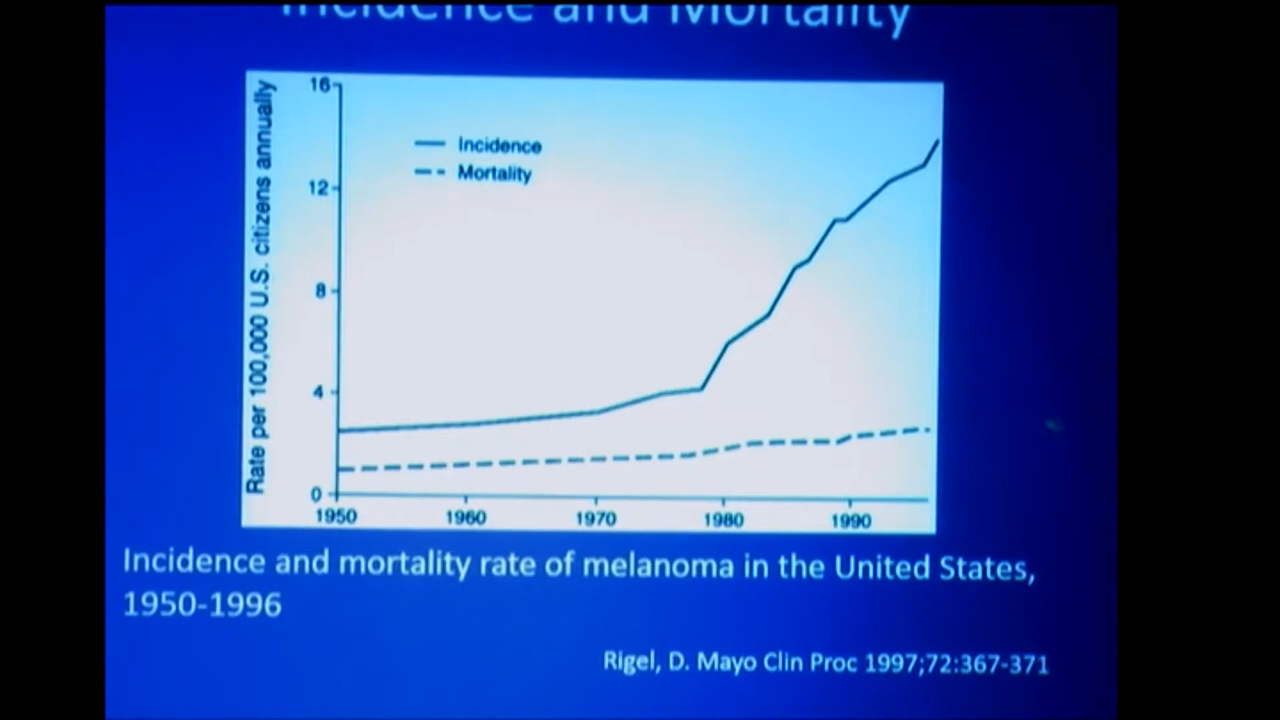 Incidence and Mortality
Rate per 100,000 U.S. citizens annually
16
12
8
4
0
Incidence
Mortality
1950 1960 1970 1980 1990
Incidence and mortality rate of melanoma in the United States,
1950-1996
Rigel, D. Mayo Clin Proc 1997;72:367-371